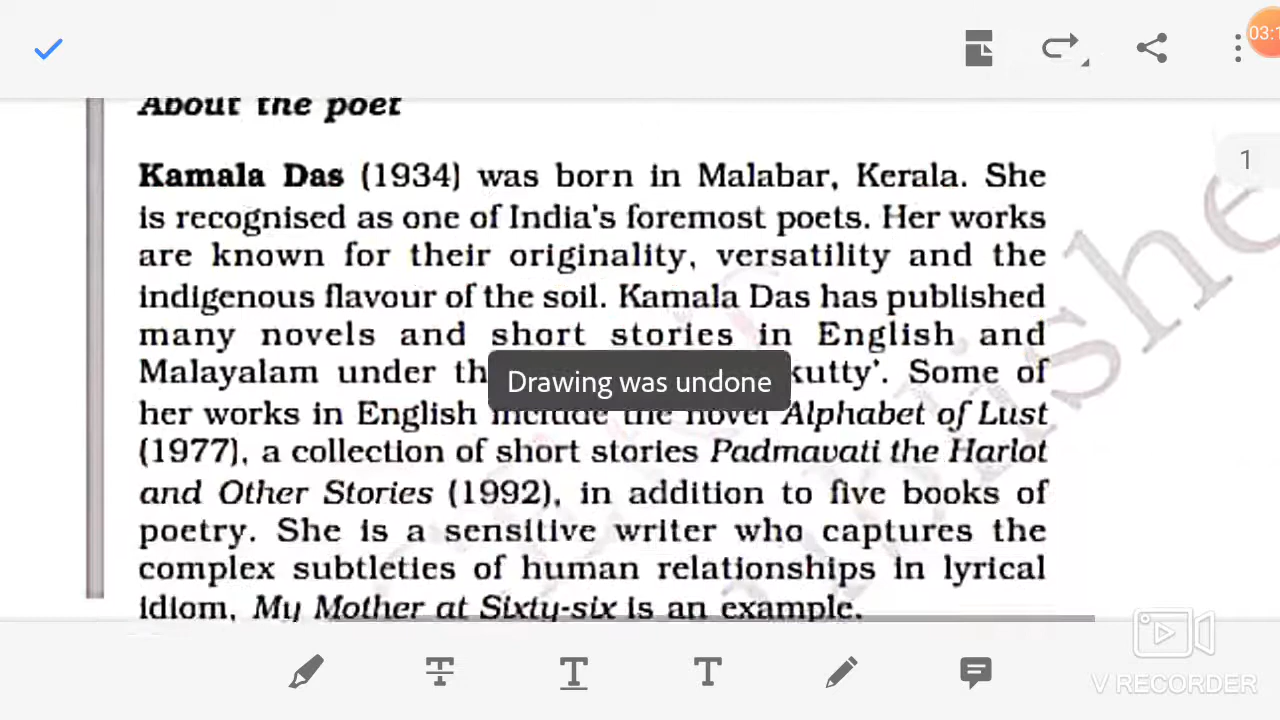 03:1
About the poet
1
Kamala Das (1934) was born in Malabar, Kerala. She
is recognised as one of India's foremost poets. Her works
are known for their originality, versatility and the
indigenous flavour of the soil. Kamala Das has published
many novels and short stories in English and
Malayalam under th kutty'. Some of
Drawing was undone
her works in English include the novel Alphabet of Lust
(1977), a collection of short stories Padmavati the Harlot
and Other Stories (1992), in addition to five books of
poetry. She is a sensitive writer who captures the
complex subtleties of human relationships in lyrical
idiom, My Mother at Sixty-six is an example.
T T T
V RECORDER